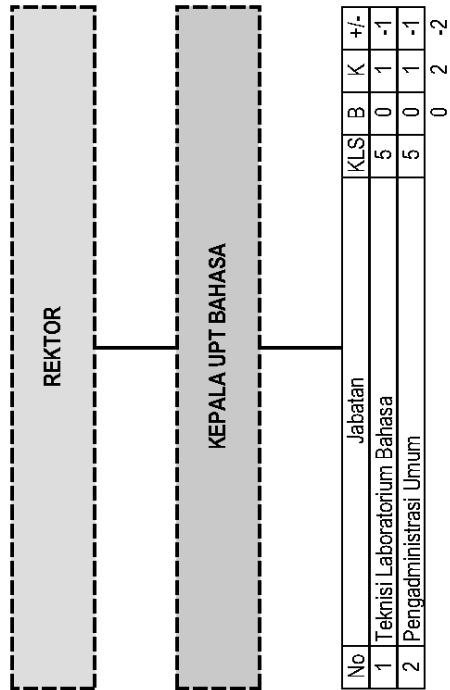 REKTOR
KEPALA UPT BAHASA
No Jabatan KLS B K +/-
1 Teknisi Laboratorium Bahasa 5 0 1 -1
2 Pengadministrasi Umum 5 0 1 -1
0 2 -2